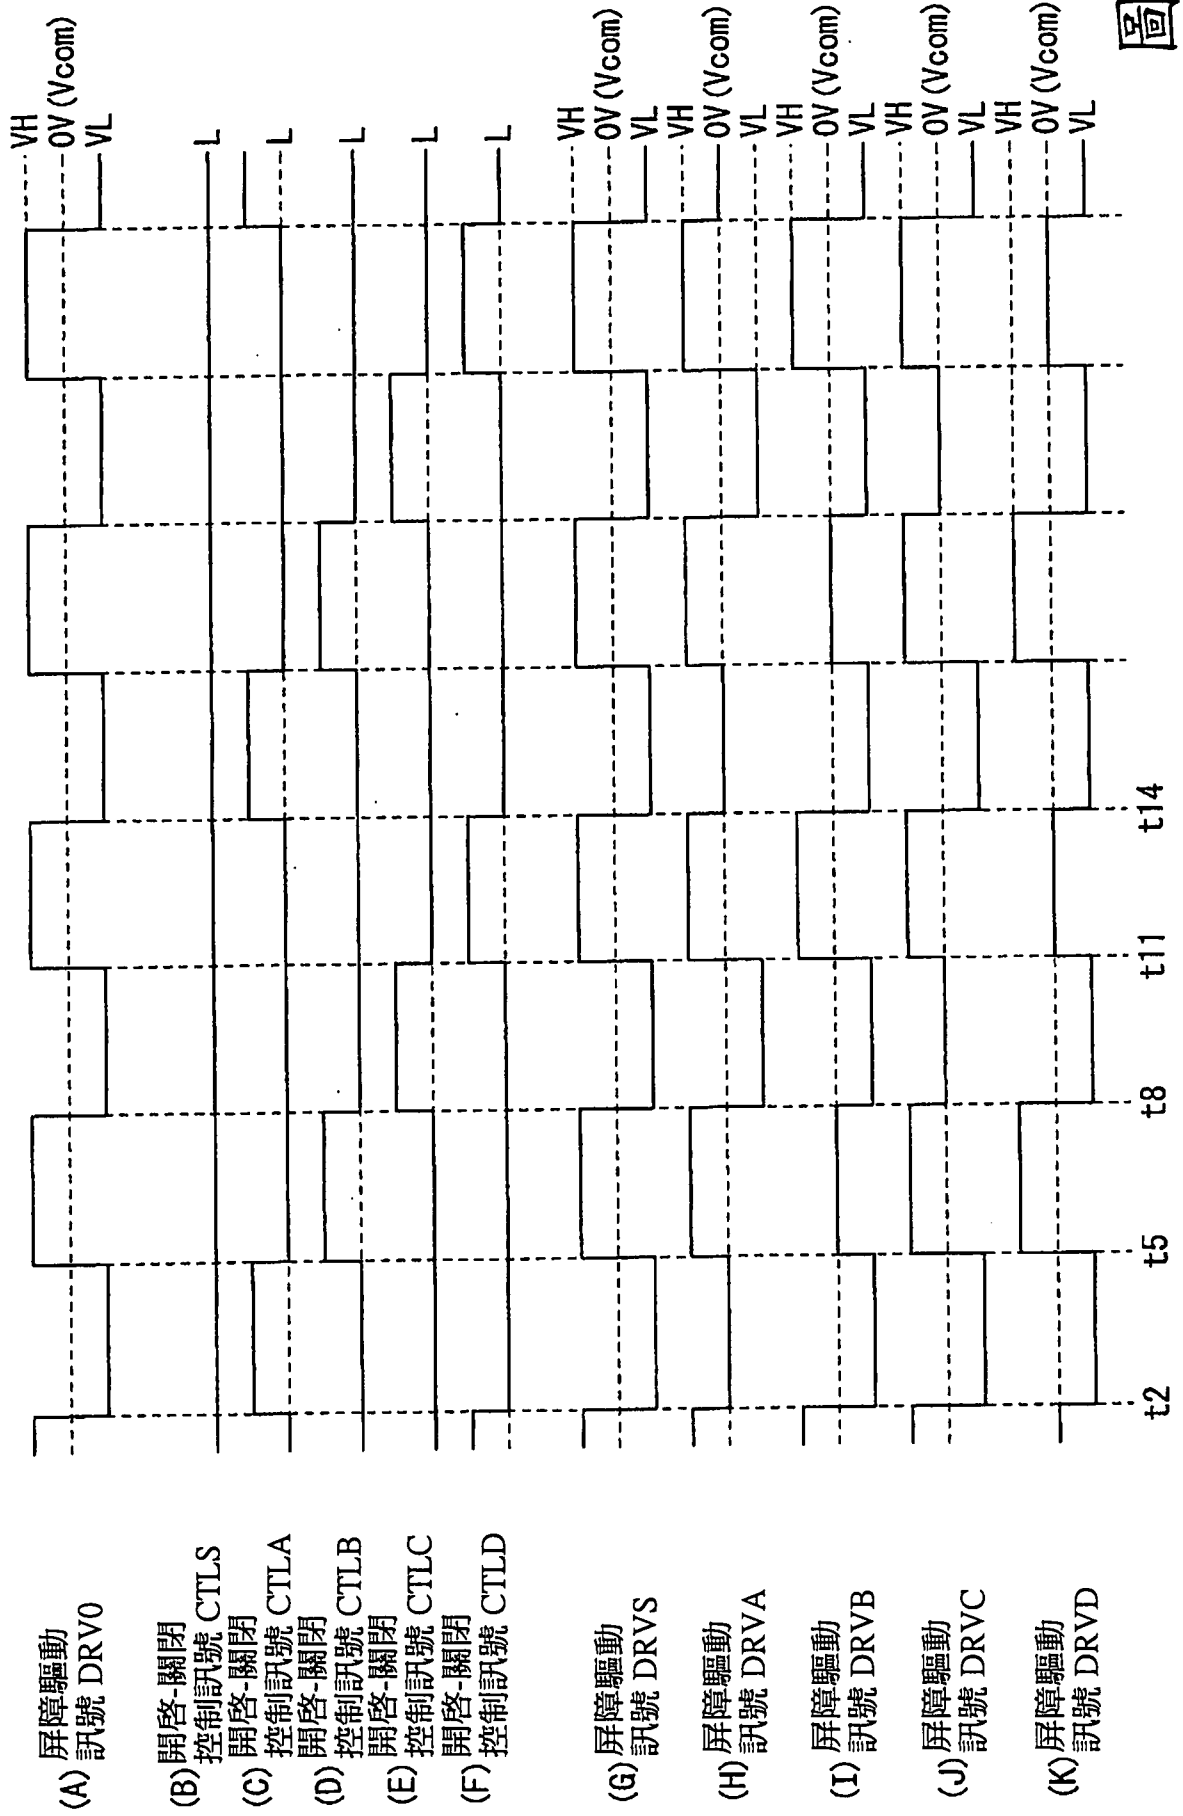 (A) 屏障驅動
訊號 DRV0
VH
0V(Vcom)
VL
(B) 開啓-關閉
控制訊號 CTLS
L
(C) 開啓-關閉
控制訊號 CTLA
L
(D) 開啓-關閉
控制訊號 CTLB
L
(E) 開啓-關閉
控制訊號 CTLC
L
(F) 開啓-關閉
控制訊號 CTLD
L
(G) 屏障驅動
訊號 DRVS
VH
0V(Vcom)
VL
(H) 屏障驅動
訊號 DRVA
VH
0V(Vcom)
VL
(I) 屏障驅動
訊號 DRVB
VH
0V(Vcom)
VL
(J) 屏障驅動
訊號 DRVC
VH
0V(Vcom)
VL
(K) 屏障驅動
訊號 DRVD
VH
0V(Vcom)
VL
t2 t5 t8 t11 t14
圖